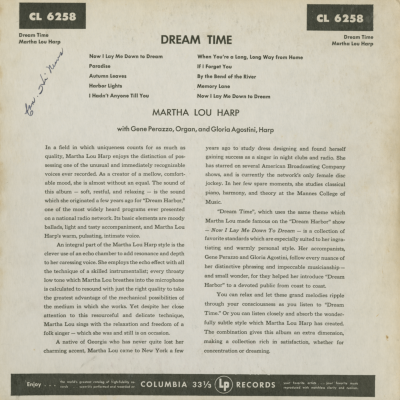 CL 6258
CL 6258
Dream Time
Martha Lou Harp
Dream Time
Martha Lou Harp
DREAM TIME
Now I Lay Me Down to Dream
Paradise
Autumn Leaves
Harbor Lights
I Hadn't Anyone Till You
When You're a Long, Long Way from Home
If I Forget You
By the Bend of the River
Memory Lane
Now I Lay Me Down to Dream
MARTHA LOU HARP
with Gene Perazzo, Organ, and Gloria Agostini, Harp
In a field in which uniqueness counts for as much as
quality, Martha Lou Harp enjoys the distinction of pos-
sessing one of the unusual and immediately recognizable
voices ever recorded. As a creator of a mellow, comfort-
able mood, she is almost without an equal. The sound of
this album — soft, restful, and relaxing — is the sound
which she originated a few years ago for "Dream Harbor,"
one of the most widely heard programs ever presented
on a national radio network. Its basic elements are moody
ballads, light and tasty accompaniment, and Martha Lou
Harp's warm, pulsating, intimate voice.
An integral part of the Martha Lou Harp style is the
clever use of an echo chamber to add resonance and depth
to her caressing voice. She employs the echo effect with all
the technique of a skilled instrumentalist; every throaty
low tone which Martha Lou breathes into the microphone
is calculated to resound with just the right quality to take
the greatest advantage of the mechanical possibilities of
the medium in which she works. Yet despite her close
attention to this resourceful and delicate technique,
Martha Lou sings with the relaxation and freedom of a
folk singer — which she was and still is on occasion.
A native of Georgia who has never quite lost her
charming accent, Martha Lou came to New York a few
years ago to study dress designing and found herself
gaining success as a singer in night clubs and radio. She
has starred on several American Broadcasting Company
shows, and is currently the network's only female disc
jockey. In her few spare moments, she studies classical
piano, harmony, and theory at the Mannes College of
Music.
"Dream Time", which uses the same theme which
Martha Lou made famous on the "Dream Harbor" show
— Now I Lay Me Down To Dream — is a collection of
favorite standards which are especially suited to her ingra-
tiating and warmly personal style. Her accompanists,
Gene Perazzo and Gloria Agostini, follow every nuance of
her distinctive phrasing and impeccable musicianship—
and small wonder, for they helped her introduce "Dream
Harbor" to a devoted public from coast to coast.
You can relax and let these grand melodies ripple
through your consciousness as you listen to "Dream
Time." Or you can listen closely and absorb the wonder-
fully subtle style which Martha Lou Harp has created.
The combination gives this album an extra dimension,
making a collection rich in satisfaction, whether for
concentration or dreaming.
Enjoy . . .
COLUMBIA 33⅓ Lp RECORDS